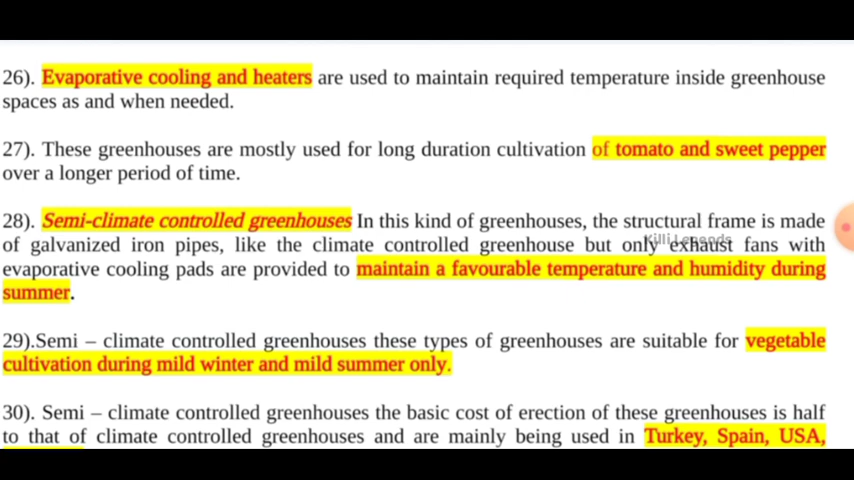 26). Evaporative cooling and heaters are used to maintain required temperature inside greenhouse
spaces as and when needed.
27). These greenhouses are mostly used for long duration cultivation of tomato and sweet pepper
over a longer period of time.
28). Semi-climate controlled greenhouses In this kind of greenhouses, the structural frame is made
of galvanized iron pipes, like the climate controlled greenhouse but only exhaust fans with
evaporative cooling pads are provided to maintain a favourable temperature and humidity during
summer.
29).Semi – climate controlled greenhouses these types of greenhouses are suitable for vegetable
cultivation during mild winter and mild summer only.
30). Semi – climate controlled greenhouses the basic cost of erection of these greenhouses is half
to that of climate controlled greenhouses and are mainly being used in Turkey, Spain, USA,